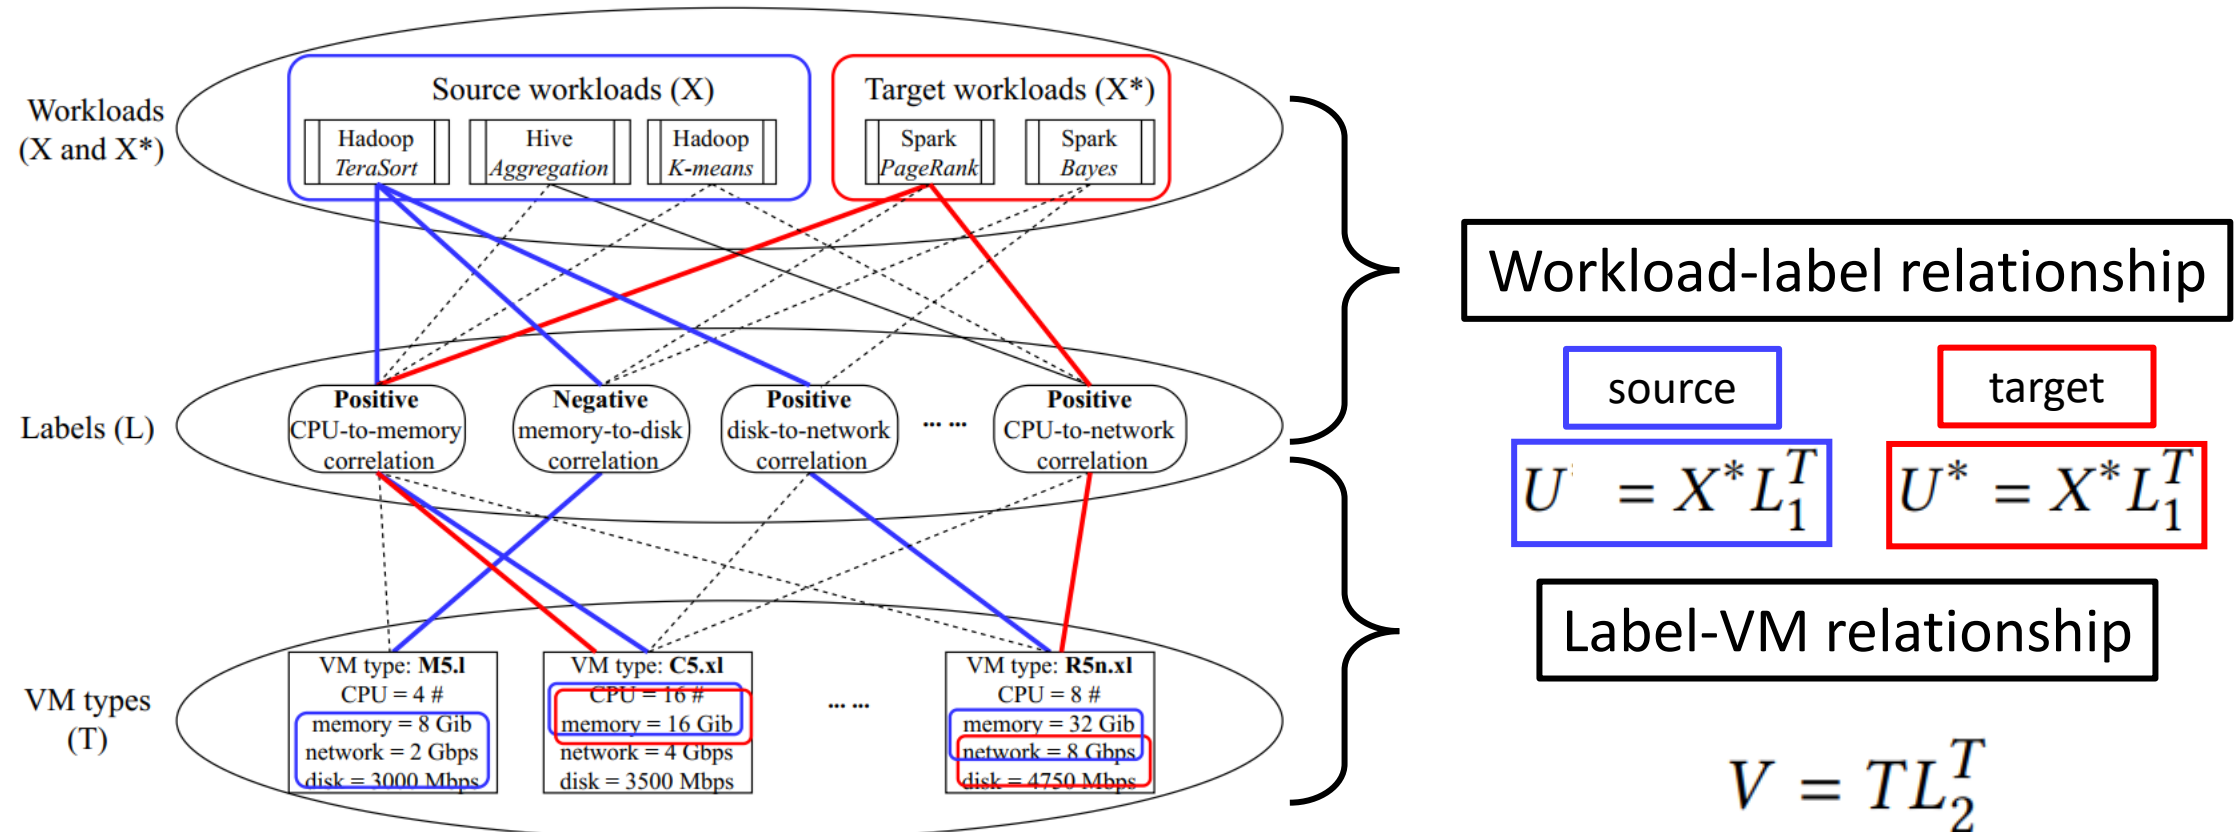 Workloads
(X and X*)
Source workloads (X)
Target workloads (X*)
Hadoop
TeraSort
Hive
Aggregation
Hadoop
K-means
Spark
PageRank
Spark
Bayes
Labels (L)
Positive
CPU-to-memory
correlation
Negative
memory-to-disk
correlation
Positive
disk-to-network
correlation
... ...
Positive
CPU-to-network
correlation
VM types
(T)
VM type: M5.l
CPU = 4 #
memory = 8 Gib
network = 2 Gbps
disk = 3000 Mbps
VM type: C5.xl
CPU = 16 #
memory = 16 Gib
network = 4 Gbps
disk = 3500 Mbps
... ...
VM type: R5n.xl
CPU = 8 #
memory = 32 Gib
network = 8 Gbps
disk = 4750 Mbps
Workload-label relationship
source
target
U = X*L₁ᵀ
U* = X*L₁ᵀ
Label-VM relationship
V = TL₂ᵀ